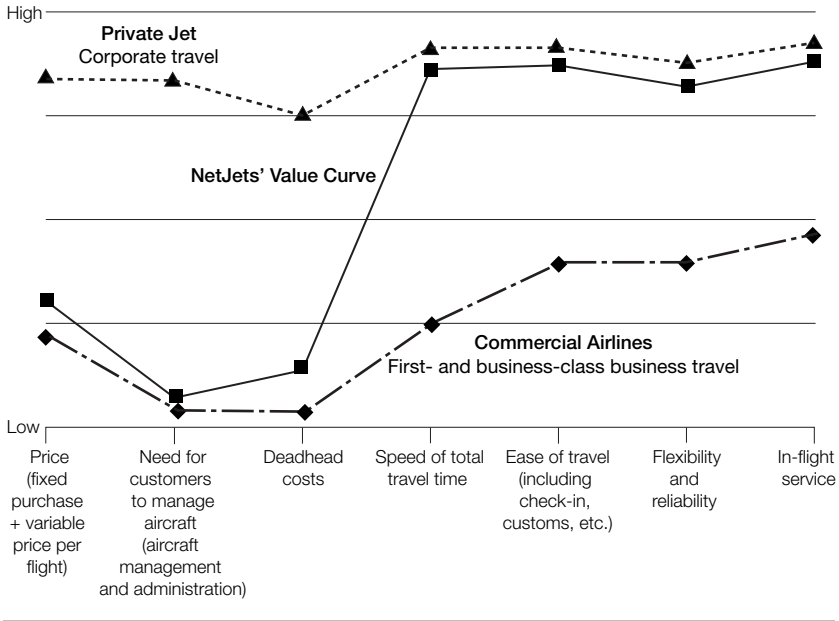 High
Private Jet
Corporate travel
NetJets’ Value Curve
Commercial Airlines
First- and business-class business travel
Low
Price
(fixed
purchase
+ variable
price per
flight)
Need for
customers
to manage
aircraft
(aircraft
management
and administration)
Deadhead
costs
Speed of total
travel time
Ease of travel
(including
check-in,
customs, etc.)
Flexibility
and
reliability
In-flight
service